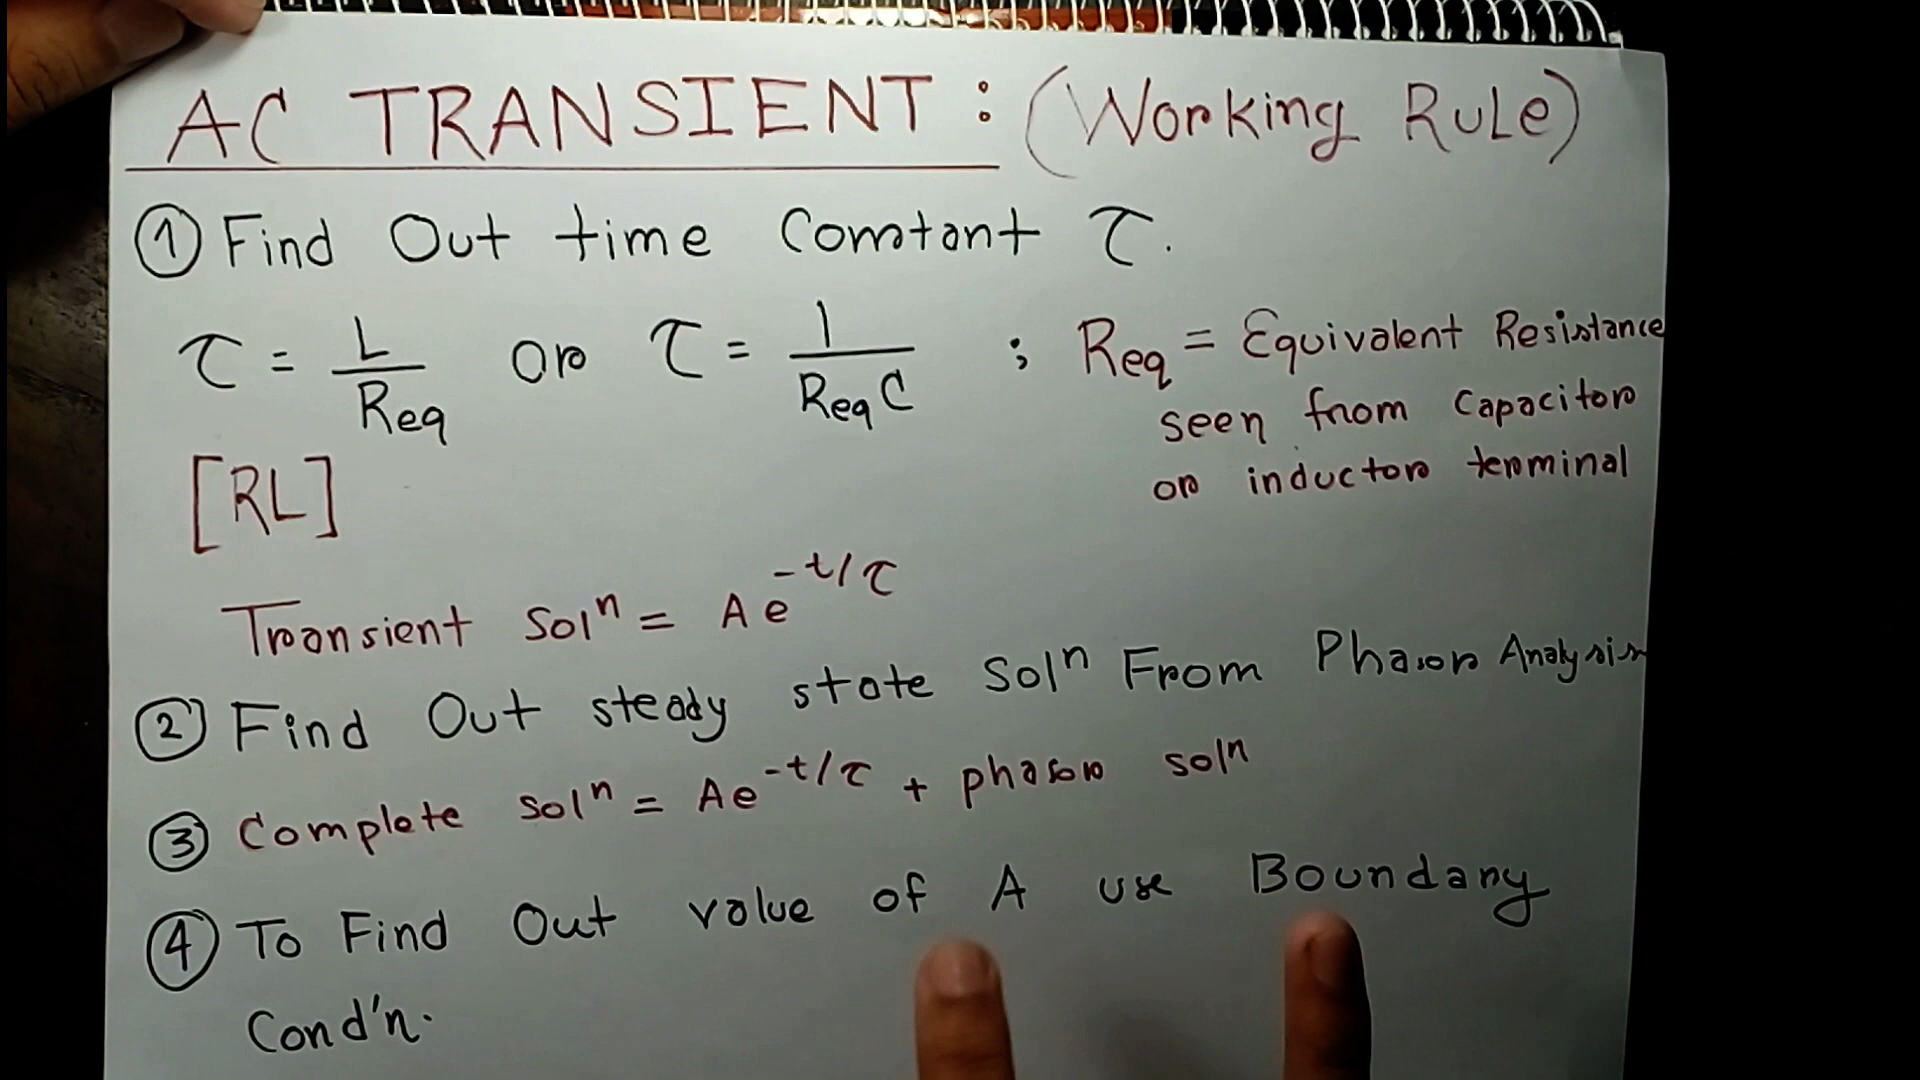 AC TRANSIENT : (Working RuLe)
① Find Out time Constant τ.
τ = L/Req or τ = 1/ReqC ; Req = Equivalent Resistance
seen from capacitor
or inductor terminal
[RL]
Transient Solⁿ = Ae^(-t/τ)
② Find Out steady state Solⁿ From Phasor Analysis
③ Complete solⁿ = Ae^(-t/τ) + phasor solⁿ
④ To Find Out value of A use Boundary
Cond'n.